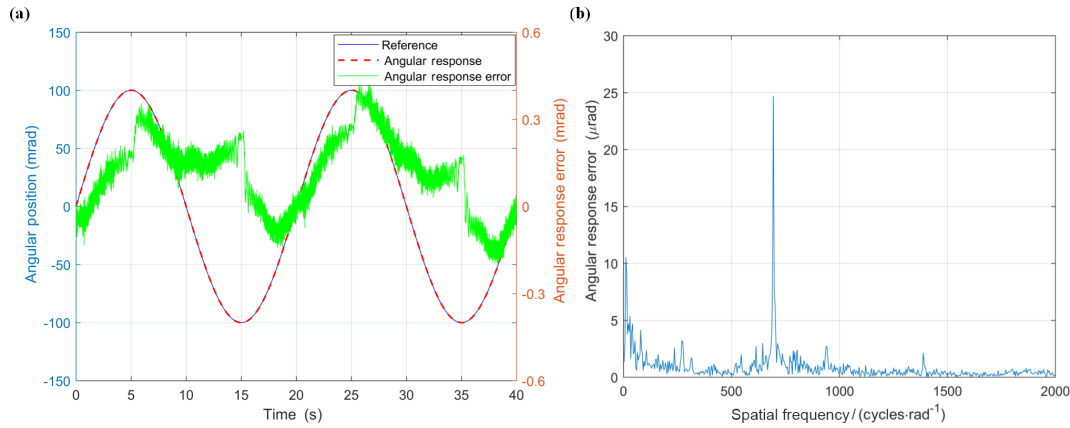 (a)
Angular position (mrad)
150
100
50
0
-50
-100
-150
Reference
Angular response
Angular response error
0.6
0.3
0
-0.3
-0.6
Angular response error (mrad)
0 5 10 15 20 25 30 35 40
Time (s)
(b)
Angular response error (μrad)
30
25
20
15
10
5
0
0 500 1000 1500 2000
Spatial frequency/(cycles·rad⁻¹)